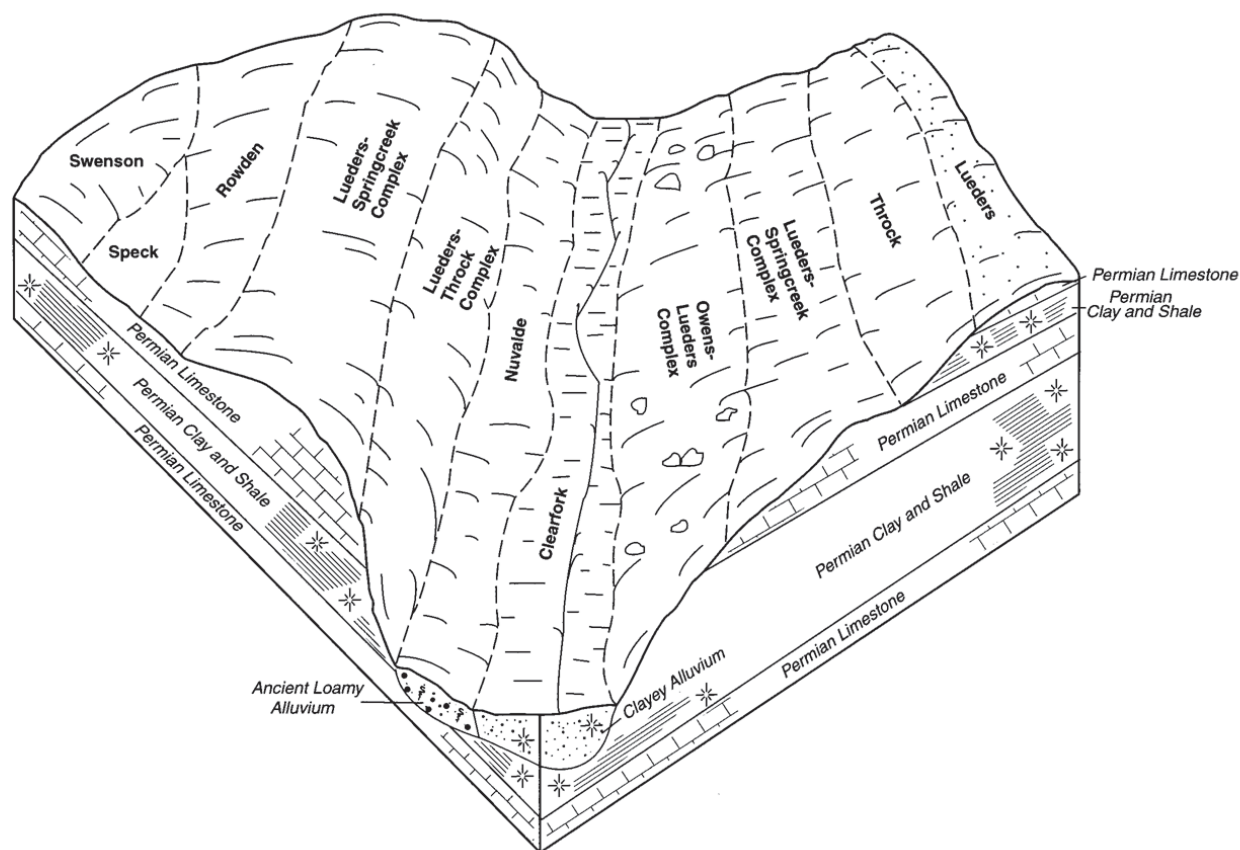 Swenson
Speck
Rowden
Lueders-
Springcreek
Complex
Lueders-
Throck
Complex
Nuvalde
Clearfork
Owens-
Lueders
Complex
Lueders-
Springcreek
Complex
Throck
Lueders
Permian Limestone
Permian
Clay and Shale
Permian Limestone
Permian Clay and Shale
Permian Limestone
Permian Limestone
Permian Clay and Shale
Permian Limestone
Ancient Loamy
Alluvium
Clayey Alluvium